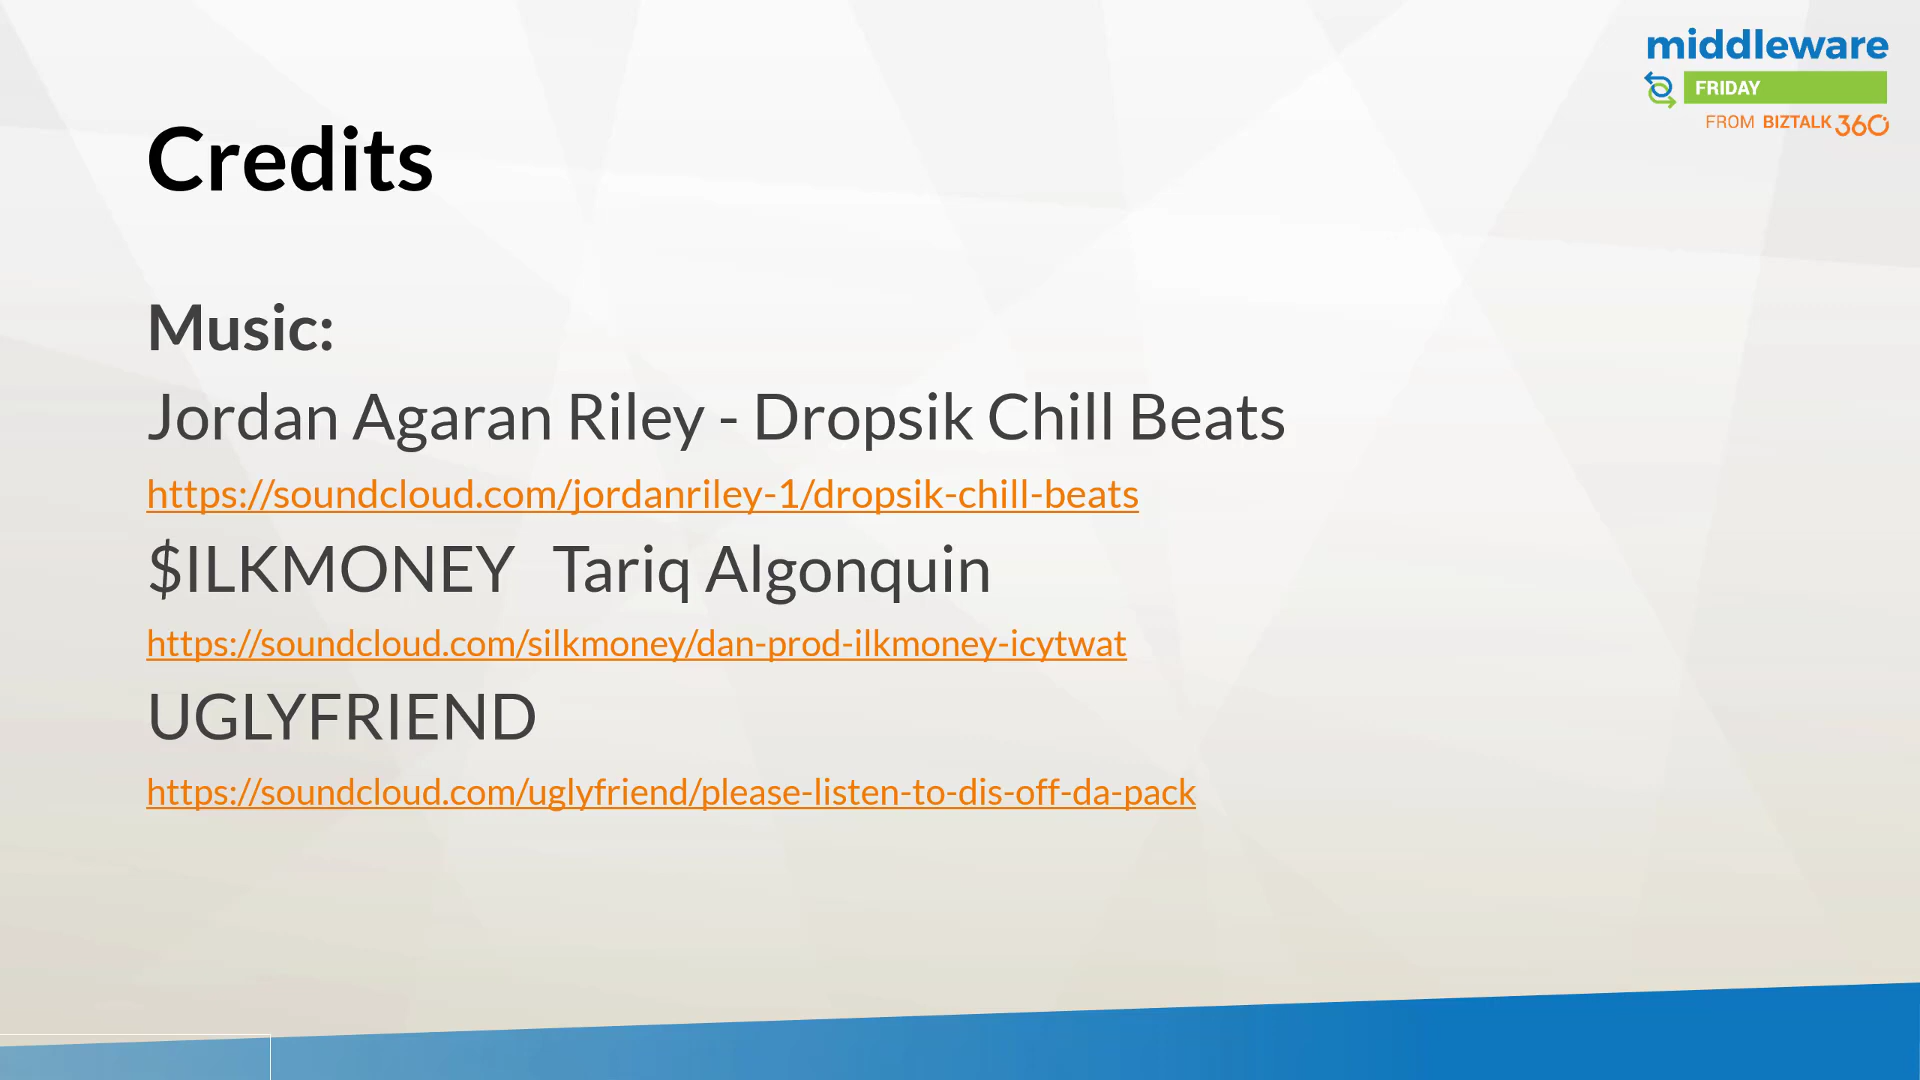 middleware
FRIDAY
FROM BIZTALK 360
Credits
Music:
Jordan Agaran Riley - Dropsik Chill Beats
https://soundcloud.com/jordanriley-1/dropsik-chill-beats
$ILKMONEY Tariq Algonquin
https://soundcloud.com/silkmoney/dan-prod-ilkmoney-icytwat
UGLYFRIEND
https://soundcloud.com/uglyfriend/please-listen-to-dis-off-da-pack